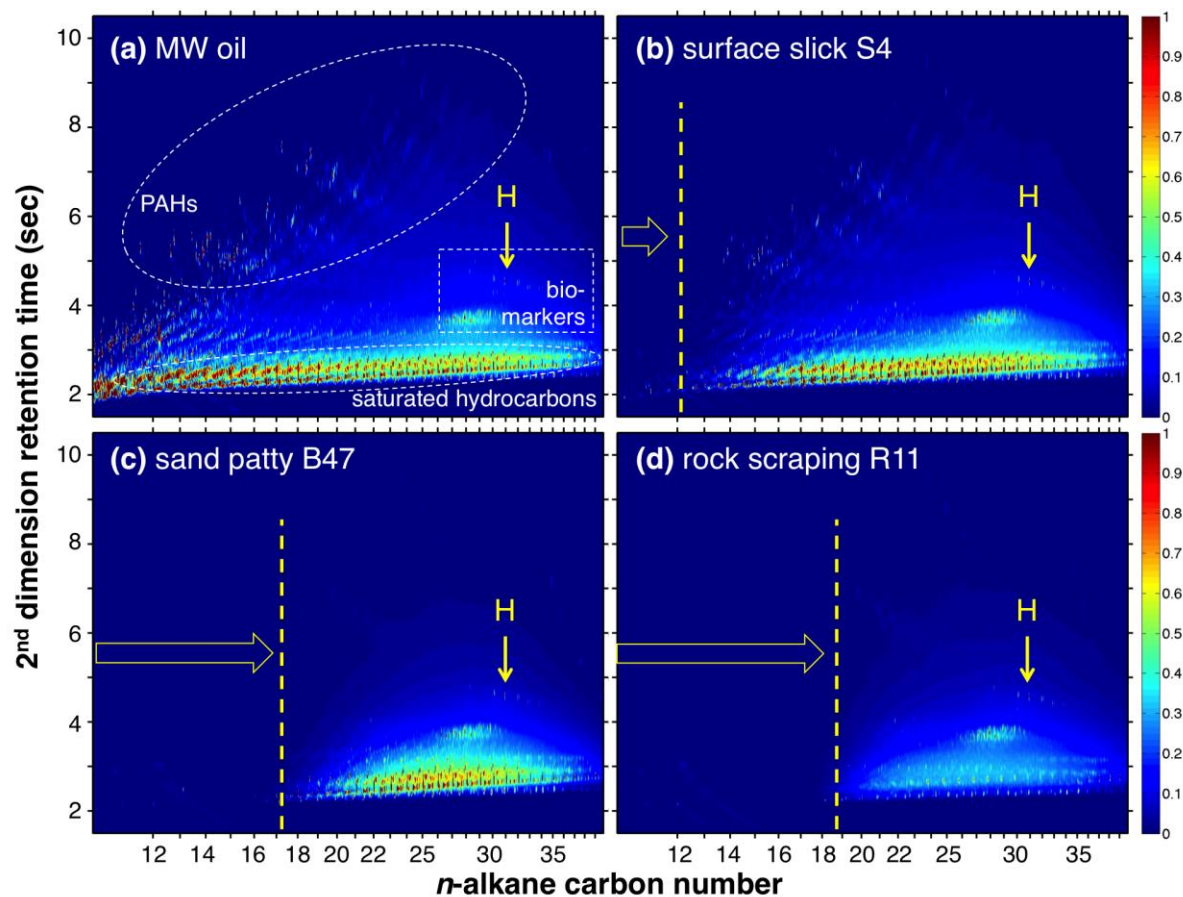 (a) MW oil
(b) surface slick S4
10
8
6
4
2
PAHs
H
bio-
markers
saturated hydrocarbons
H
1
0.9
0.8
0.7
0.6
0.5
0.4
0.3
0.2
0.1
0
2nd dimension retention time (sec)
(c) sand patty B47
(d) rock scraping R11
10
8
6
4
2
H
H
1
0.9
0.8
0.7
0.6
0.5
0.4
0.3
0.2
0.1
0
12 14 16 18 20 22 26 30 35
12 14 16 18 20 22 26 30 35
n-alkane carbon number